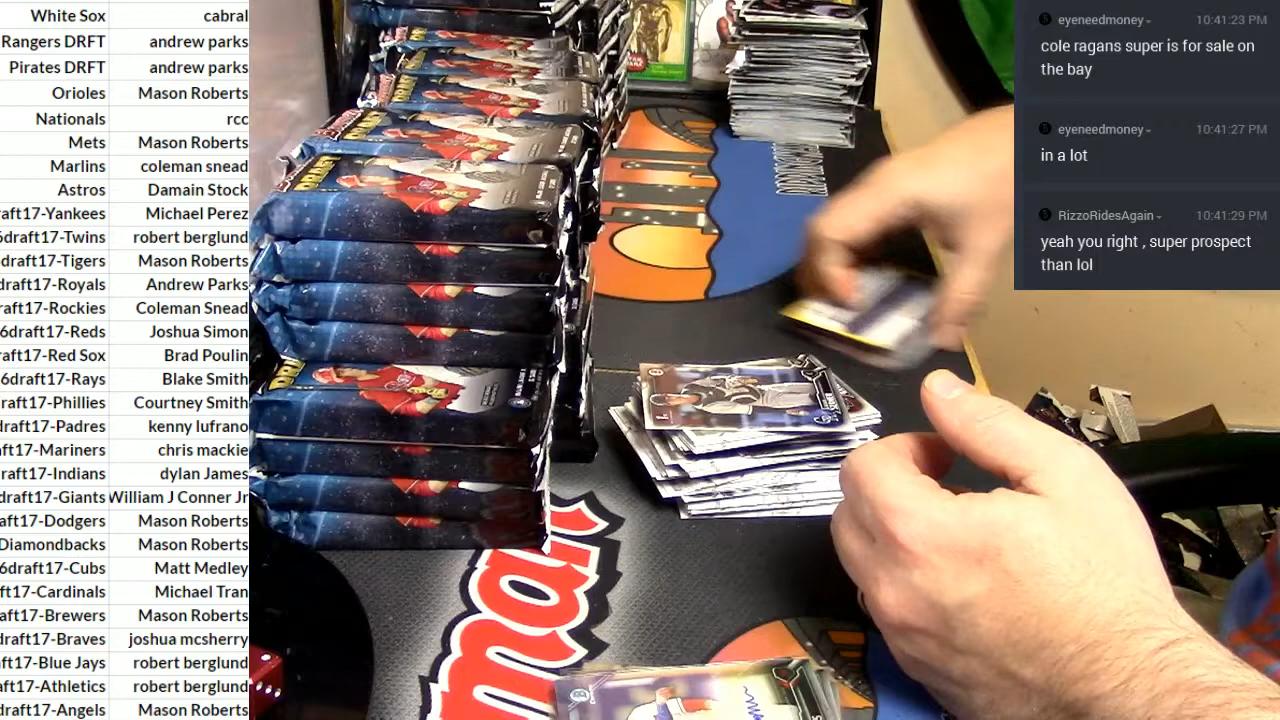 White Sox cabral
Rangers DRFT andrew parks
Pirates DRFT andrew parks
Orioles Mason Roberts
Nationals rcc
Mets Mason Roberts
Marlins coleman snead
Astros Damain Stock
raft17-Yankees Michael Perez
6draft17-Twins robert berglund
draft17-Tigers Mason Roberts
draft17-Royals Andrew Parks
draft17-Rockies Coleman Snead
6draft17-Reds Joshua Simon
raft17-Red Sox Brad Poulin
6draft17-Rays Blake Smith
draft17-Phillies Courtney Smith
draft17-Padres kenny lufrano
ft17-Mariners chris mackie
raft17-Indians dylan James
draft17-Giants William J Conner Jr
aft17-Dodgers Mason Roberts
Diamondbacks Mason Roberts
6draft17-Cubs Matt Medley
ft17-Cardinals Michael Tran
aft17-Brewers Mason Roberts
draft17-Braves joshua mcsherry
aft17-Blue Jays robert berglund
aft17-Athletics robert berglund
aft17-Angels Mason Roberts
eyeneedmoney 10:41:23 PM
cole ragans super is for sale on
the bay
eyeneedmoney 10:41:27 PM
in a lot
RizzoRidesAgain 10:41:29 PM
yeah you right , super prospect
than lol
STAR
WARS
DRAFT